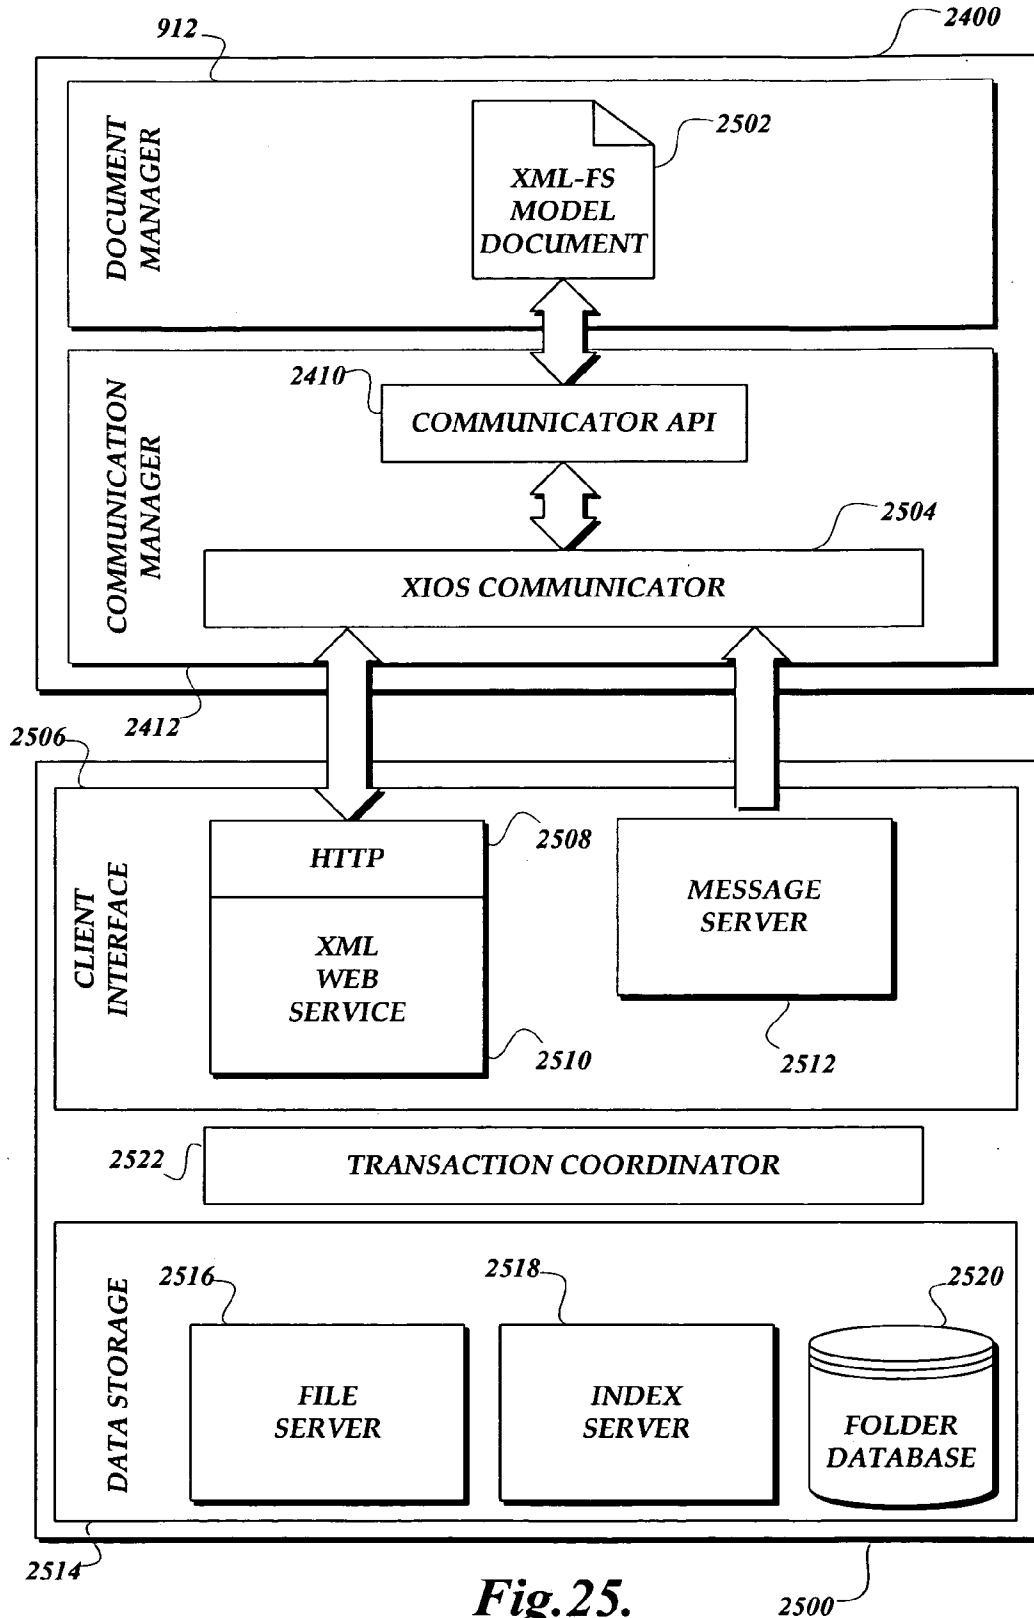 2400
912
DOCUMENT
MANAGER
2502
XML-FS
MODEL
DOCUMENT
2410
COMMUNICATOR API
COMMUNICATION
MANAGER
2504
XIOS COMMUNICATOR
2412
2506
CLIENT
INTERFACE
HTTP
2508
XML
WEB
SERVICE
2510
MESSAGE
SERVER
2512
2522
TRANSACTION COORDINATOR
DATA STORAGE
2516
FILE
SERVER
2518
INDEX
SERVER
2520
FOLDER
DATABASE
2514
2500
Fig.25.